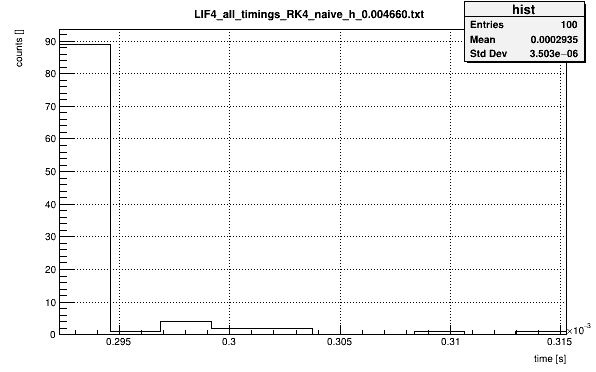 LIF4_all_timings_RK4_naive_h_0.004660.txt
hist
Entries 100
Mean 0.0002935
Std Dev 3.503e−06
counts []
90
80
70
60
50
40
30
20
10
0
0.295 0.3 0.305 0.31 0.315
×10⁻³
time [s]